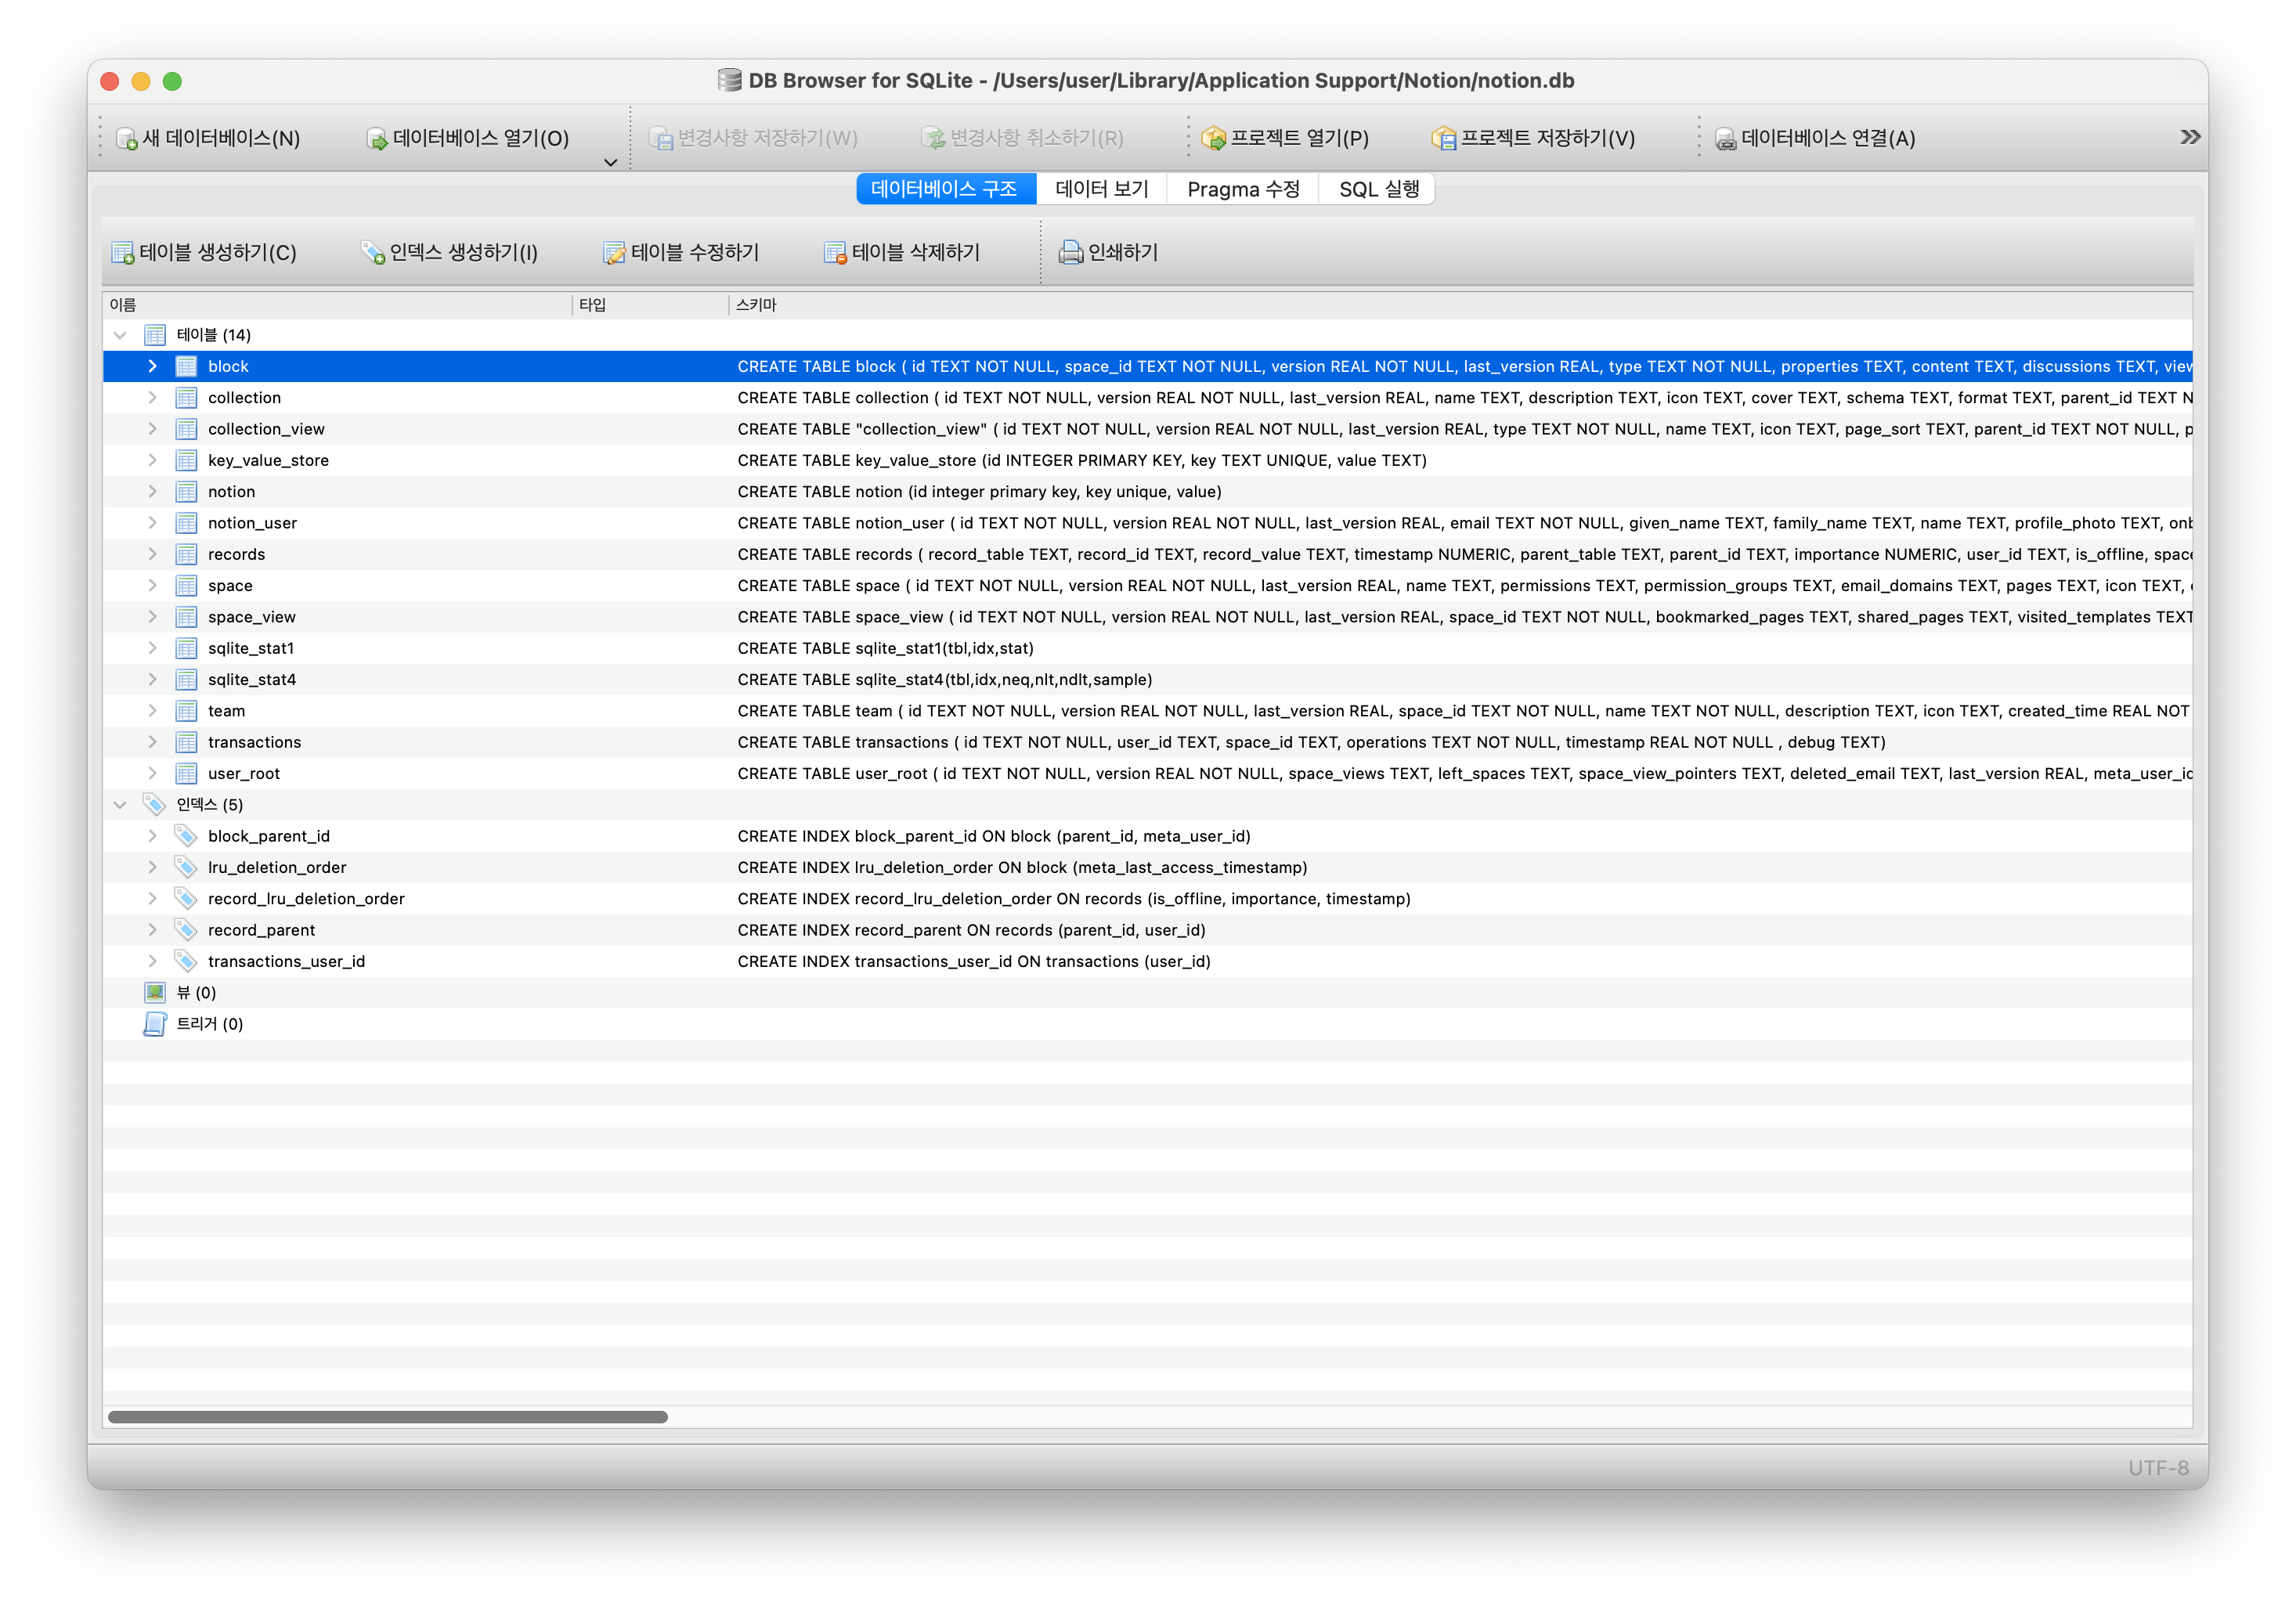 DB Browser for SQLite - /Users/user/Library/Application Support/Notion/notion.db
새 데이터베이스(N) 데이터베이스 열기(O) 변경사항 저장하기(W) 변경사항 취소하기(R) 프로젝트 열기(P) 프로젝트 저장하기(V) 데이터베이스 연결(A)
데이터베이스 구조 데이터 보기 Pragma 수정 SQL 실행
테이블 생성하기(C) 인덱스 생성하기(I) 테이블 수정하기 테이블 삭제하기 인쇄하기
이름 타입 스키마
테이블 (14)
block CREATE TABLE block ( id TEXT NOT NULL, space_id TEXT NOT NULL, version REAL NOT NULL, last_version REAL, type TEXT NOT NULL, properties TEXT, content TEXT, discussions TEXT, view
collection CREATE TABLE collection ( id TEXT NOT NULL, version REAL NOT NULL, last_version REAL, name TEXT, description TEXT, icon TEXT, cover TEXT, schema TEXT, format TEXT, parent_id TEXT N
collection_view CREATE TABLE "collection_view" ( id TEXT NOT NULL, version REAL NOT NULL, last_version REAL, type TEXT NOT NULL, name TEXT, icon TEXT, page_sort TEXT, parent_id TEXT NOT NULL, p
key_value_store CREATE TABLE key_value_store (id INTEGER PRIMARY KEY, key TEXT UNIQUE, value TEXT)
notion CREATE TABLE notion (id integer primary key, key unique, value)
notion_user CREATE TABLE notion_user ( id TEXT NOT NULL, version REAL NOT NULL, last_version REAL, email TEXT NOT NULL, given_name TEXT, family_name TEXT, name TEXT, profile_photo TEXT, onb
records CREATE TABLE records ( record_table TEXT, record_id TEXT, record_value TEXT, timestamp NUMERIC, parent_table TEXT, parent_id TEXT, importance NUMERIC, user_id TEXT, is_offline, space
space CREATE TABLE space ( id TEXT NOT NULL, version REAL NOT NULL, last_version REAL, name TEXT, permissions TEXT, permission_groups TEXT, email_domains TEXT, pages TEXT, icon TEXT,
space_view CREATE TABLE space_view ( id TEXT NOT NULL, version REAL NOT NULL, last_version REAL, space_id TEXT NOT NULL, bookmarked_pages TEXT, shared_pages TEXT, visited_templates TEXT
sqlite_stat1 CREATE TABLE sqlite_stat1(tbl,idx,stat)
sqlite_stat4 CREATE TABLE sqlite_stat4(tbl,idx,neq,nlt,ndlt,sample)
team CREATE TABLE team ( id TEXT NOT NULL, version REAL NOT NULL, last_version REAL, space_id TEXT NOT NULL, name TEXT NOT NULL, description TEXT, icon TEXT, created_time REAL NOT
transactions CREATE TABLE transactions ( id TEXT NOT NULL, user_id TEXT, space_id TEXT, operations TEXT NOT NULL, timestamp REAL NOT NULL , debug TEXT)
user_root CREATE TABLE user_root ( id TEXT NOT NULL, version REAL NOT NULL, space_views TEXT, left_spaces TEXT, space_view_pointers TEXT, deleted_email TEXT, last_version REAL, meta_user_id
인덱스 (5)
block_parent_id CREATE INDEX block_parent_id ON block (parent_id, meta_user_id)
lru_deletion_order CREATE INDEX lru_deletion_order ON block (meta_last_access_timestamp)
record_lru_deletion_order CREATE INDEX record_lru_deletion_order ON records (is_offline, importance, timestamp)
record_parent CREATE INDEX record_parent ON records (parent_id, user_id)
transactions_user_id CREATE INDEX transactions_user_id ON transactions (user_id)
뷰 (0)
트리거 (0)
UTF-8